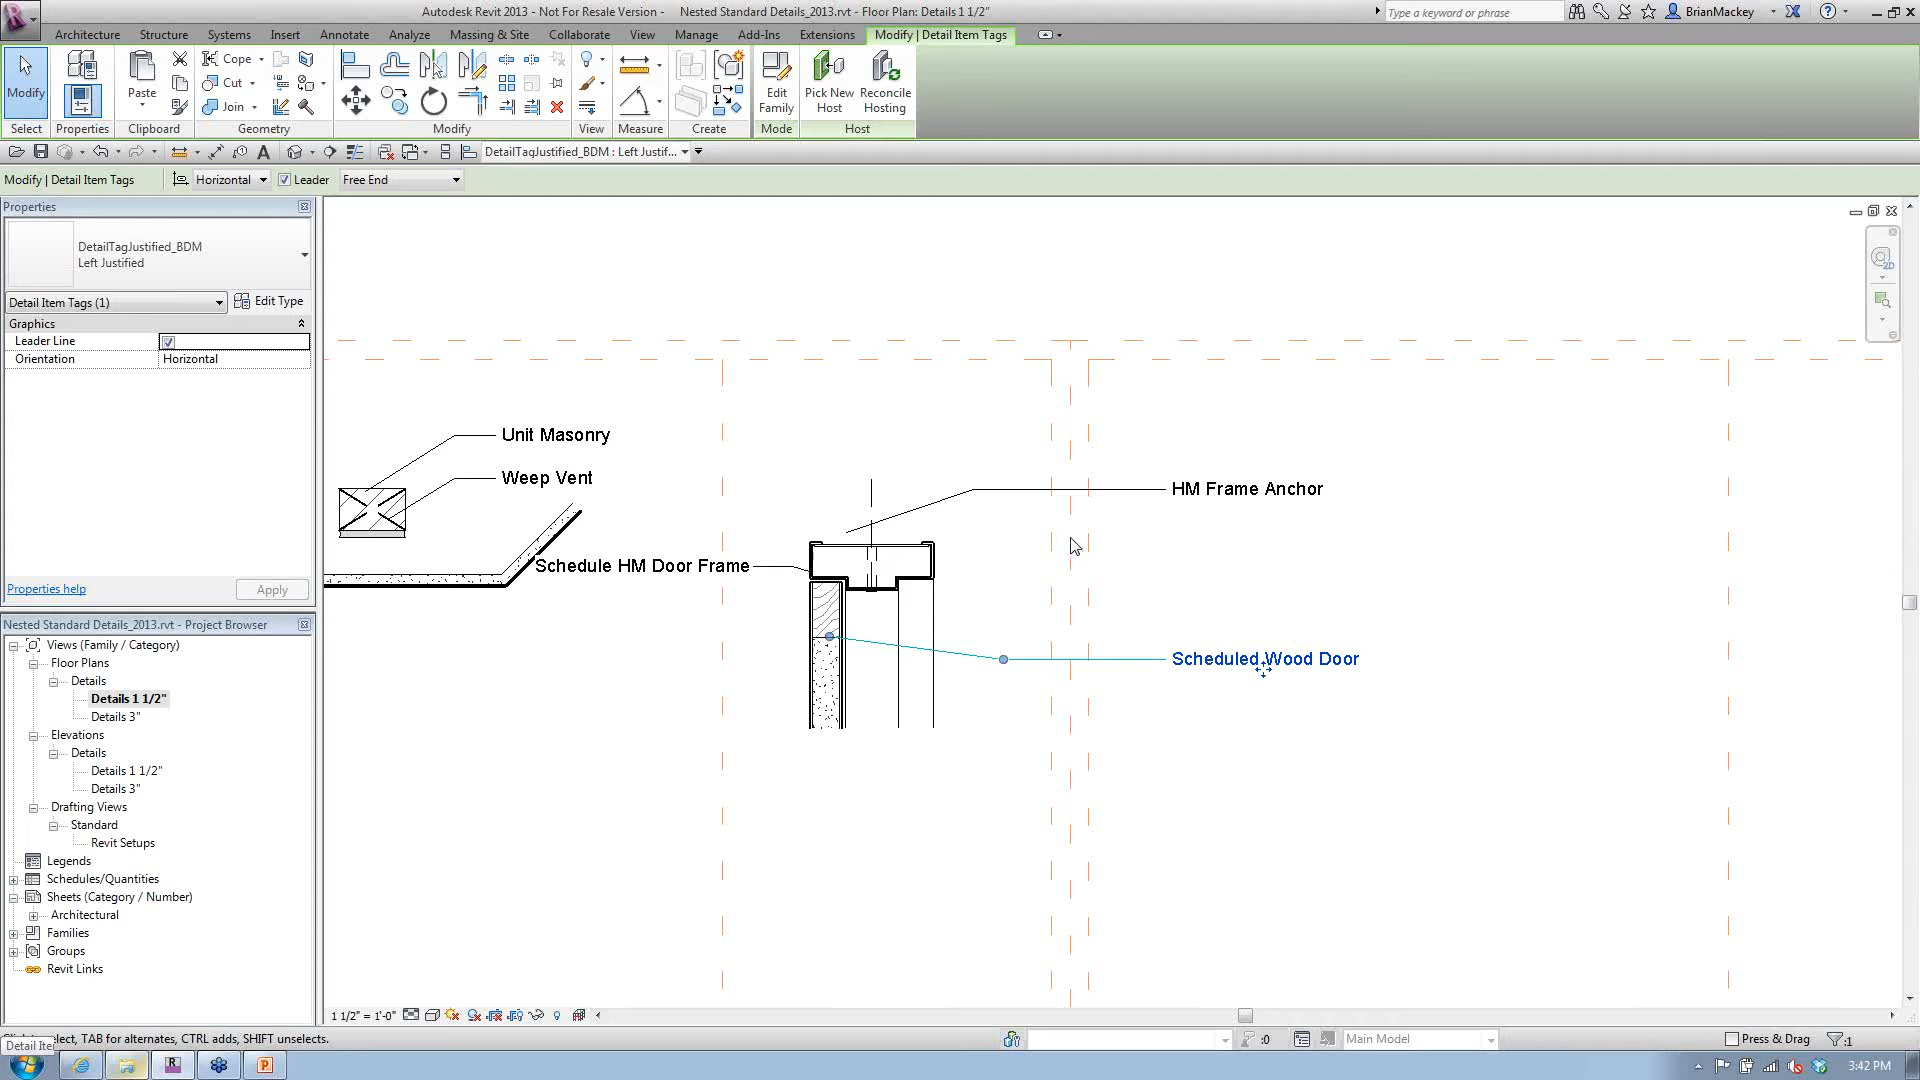 Autodesk Revit 2013 - Not For Resale Version - Nested Standard Details_2013.rvt - Floor Plan: Details 1 1/2"
Type a keyword or phrase
BrianMackey
Architecture Structure Systems Insert Annotate Analyze Massing & Site Collaborate View Manage Add-Ins Extensions Modify | Detail Item Tags
Modify
Paste
Cope
Cut
Join
Edit Family
Pick New Host
Reconcile Hosting
Select Properties Clipboard Geometry Modify View Measure Create Mode Host
DetailTagJustified_BDM : Left Justif...
Modify | Detail Item Tags Horizontal Leader Free End
Properties
DetailTagJustified_BDM
Left Justified
Detail Item Tags (1) Edit Type
Graphics
Leader Line
Orientation Horizontal
Properties help Apply
Nested Standard Details_2013.rvt - Project Browser
Views (Family / Category)
Floor Plans
Details
Details 1 1/2"
Details 3"
Elevations
Details
Details 1 1/2"
Details 3"
Drafting Views
Standard
Revit Setups
Legends
Schedules/Quantities
Sheets (Category / Number)
Architectural
Families
Groups
Revit Links
Unit Masonry
Weep Vent
Schedule HM Door Frame
HM Frame Anchor
Scheduled Wood Door
1 1/2" = 1'-0"
select, TAB for alternates, CTRL adds, SHIFT unselects.
Detail Ite
:0
Main Model
Press & Drag
:1
3:42 PM